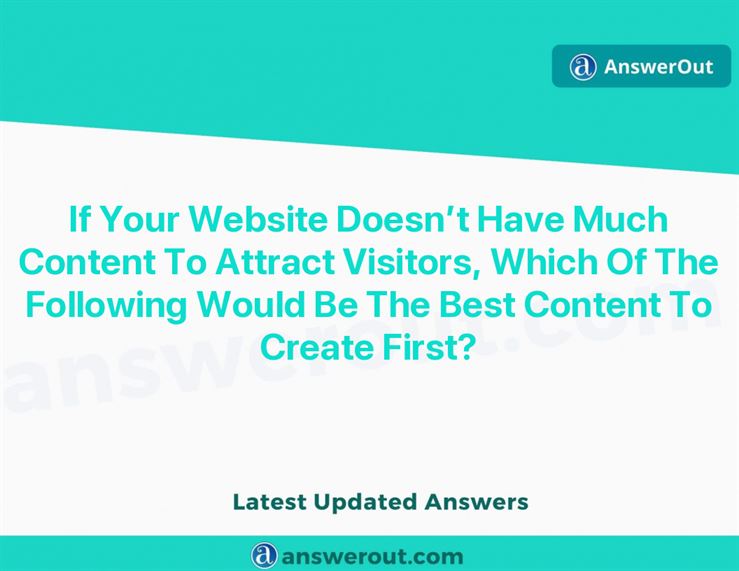 AnswerOut
If Your Website Doesn’t Have Much
Content To Attract Visitors, Which Of The
Following Would Be The Best Content To
Create First?
answerout.com
Latest Updated Answers
answerout.com